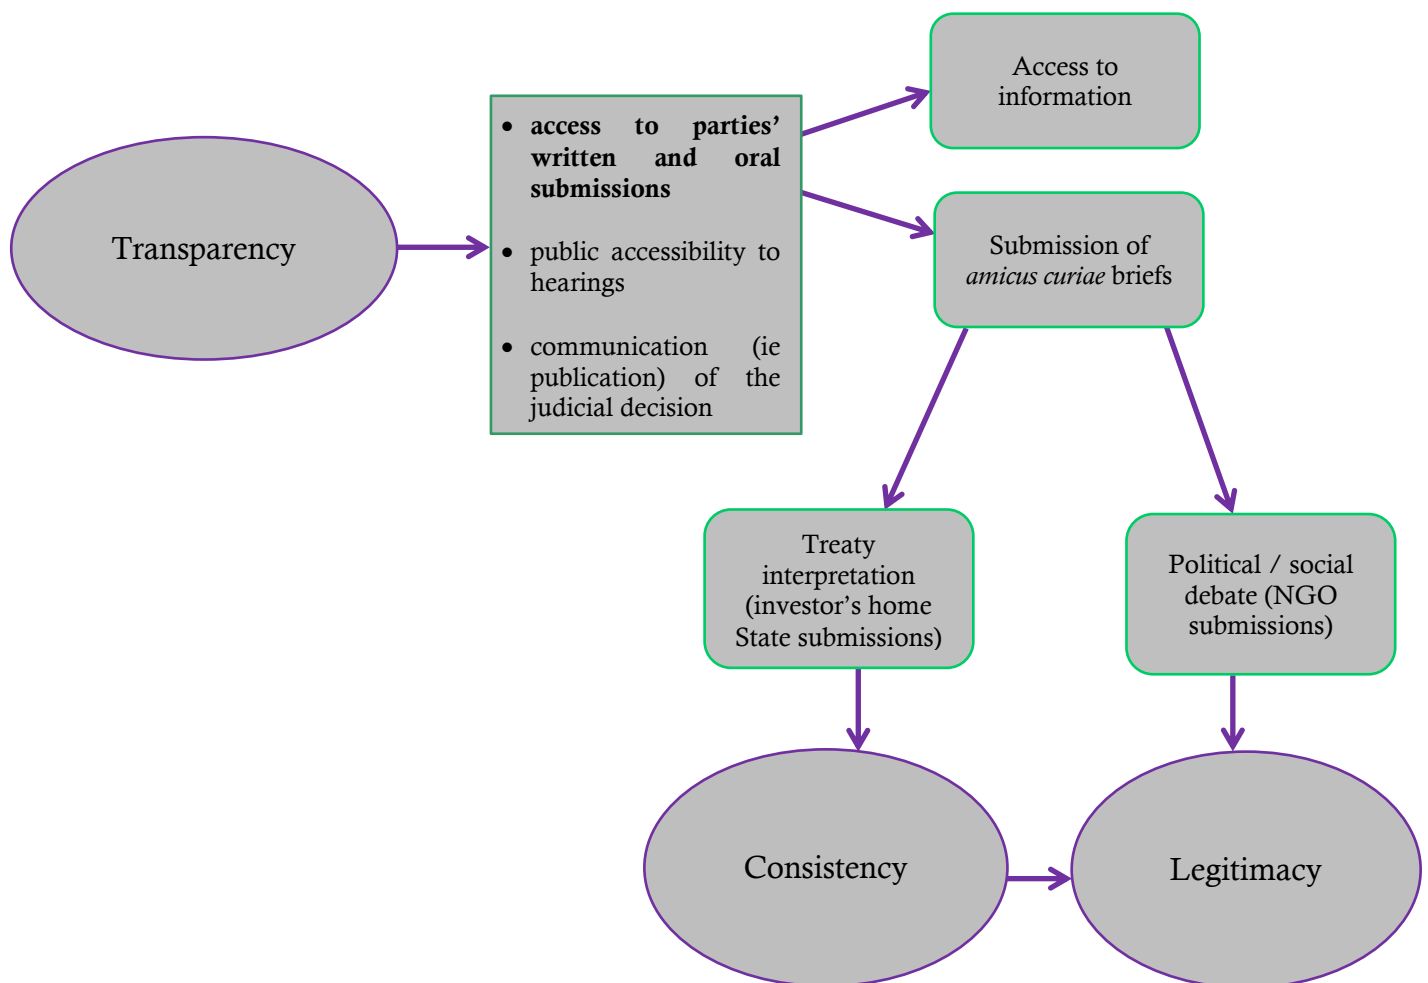 Transparency
• access to parties’
written and oral
submissions
• public accessibility to
hearings
• communication (ie
publication) of the
judicial decision
Access to
information
Submission of
amicus curiae briefs
Treaty
interpretation
(investor’s home
State submissions)
Political / social
debate (NGO
submissions)
Consistency
Legitimacy